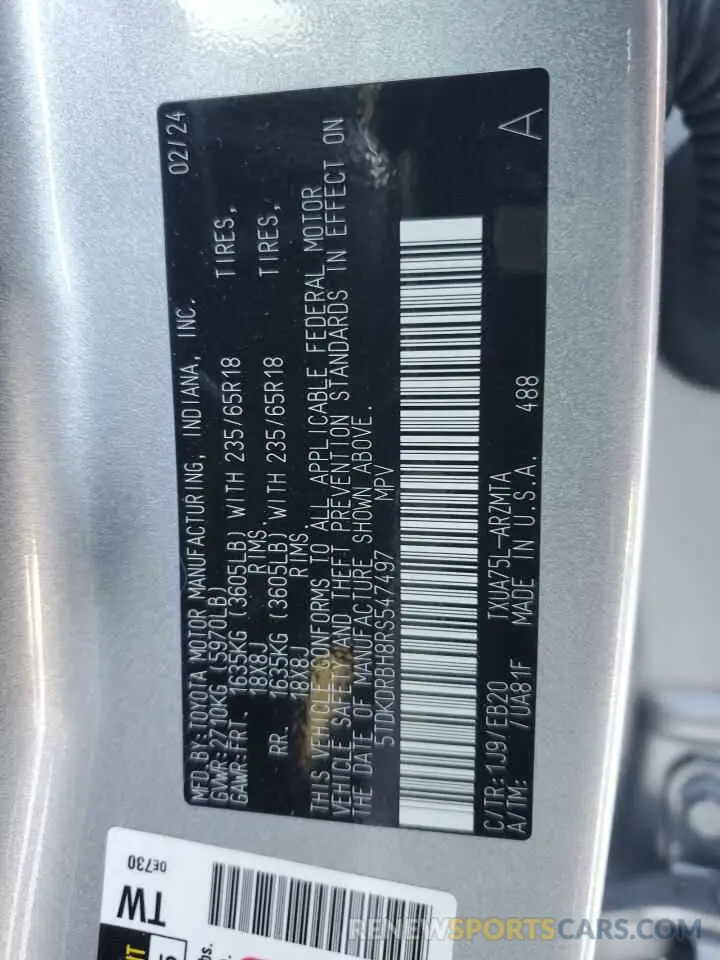 MFD.BY:TOYOTA MOTOR MANUFACTURING, INDIANA, INC. 02/24
GVWR:2710KG (5970LB)
GAWR:FRT. 1635KG (3605LB) WITH 235/65R18 TIRES,
18X8J RIMS.
RR. 1635KG (3605LB) WITH 235/65R18 TIRES,
18X8J RIMS.
THIS VEHICLE CONFORMS TO ALL APPLICABLE FEDERAL MOTOR
VEHICLE SAFETY AND THEFT PREVENTION STANDARDS IN EFFECT ON
THE DATE OF MANUFACTURE SHOWN ABOVE.
5TDKDRBH8RS547497 MPV
C/TR:1J9/EB20 TXUA75L-ARZMTA A
A/TM: 7UA81F MADE IN U.S.A. 488
0E730
TW
lbs.
RENEWSPORTSCARS.COM